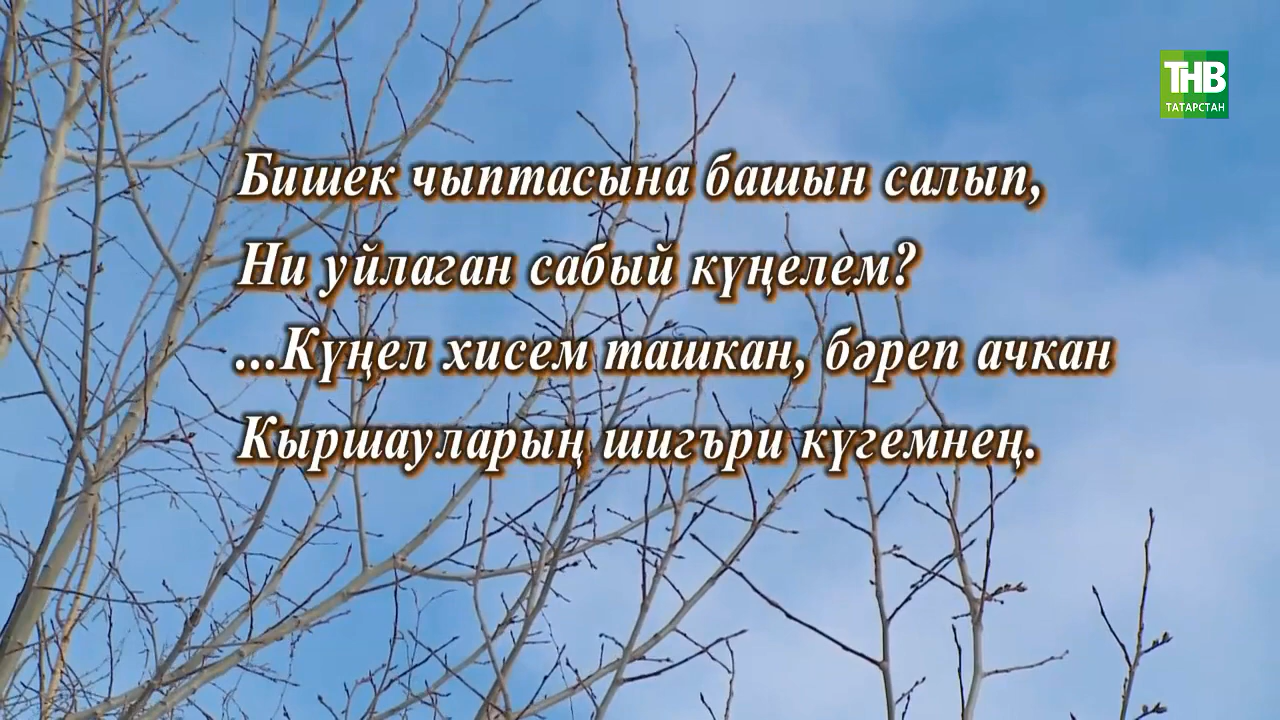 ТНВ
ТАТАРСТАН
Бишек чыптасына башын салып,
Ни уйлаган сабый күңелем?
...Күңел хисем ташкан, бәреп ачкан
Кыршауларың шигъри күгемнең.